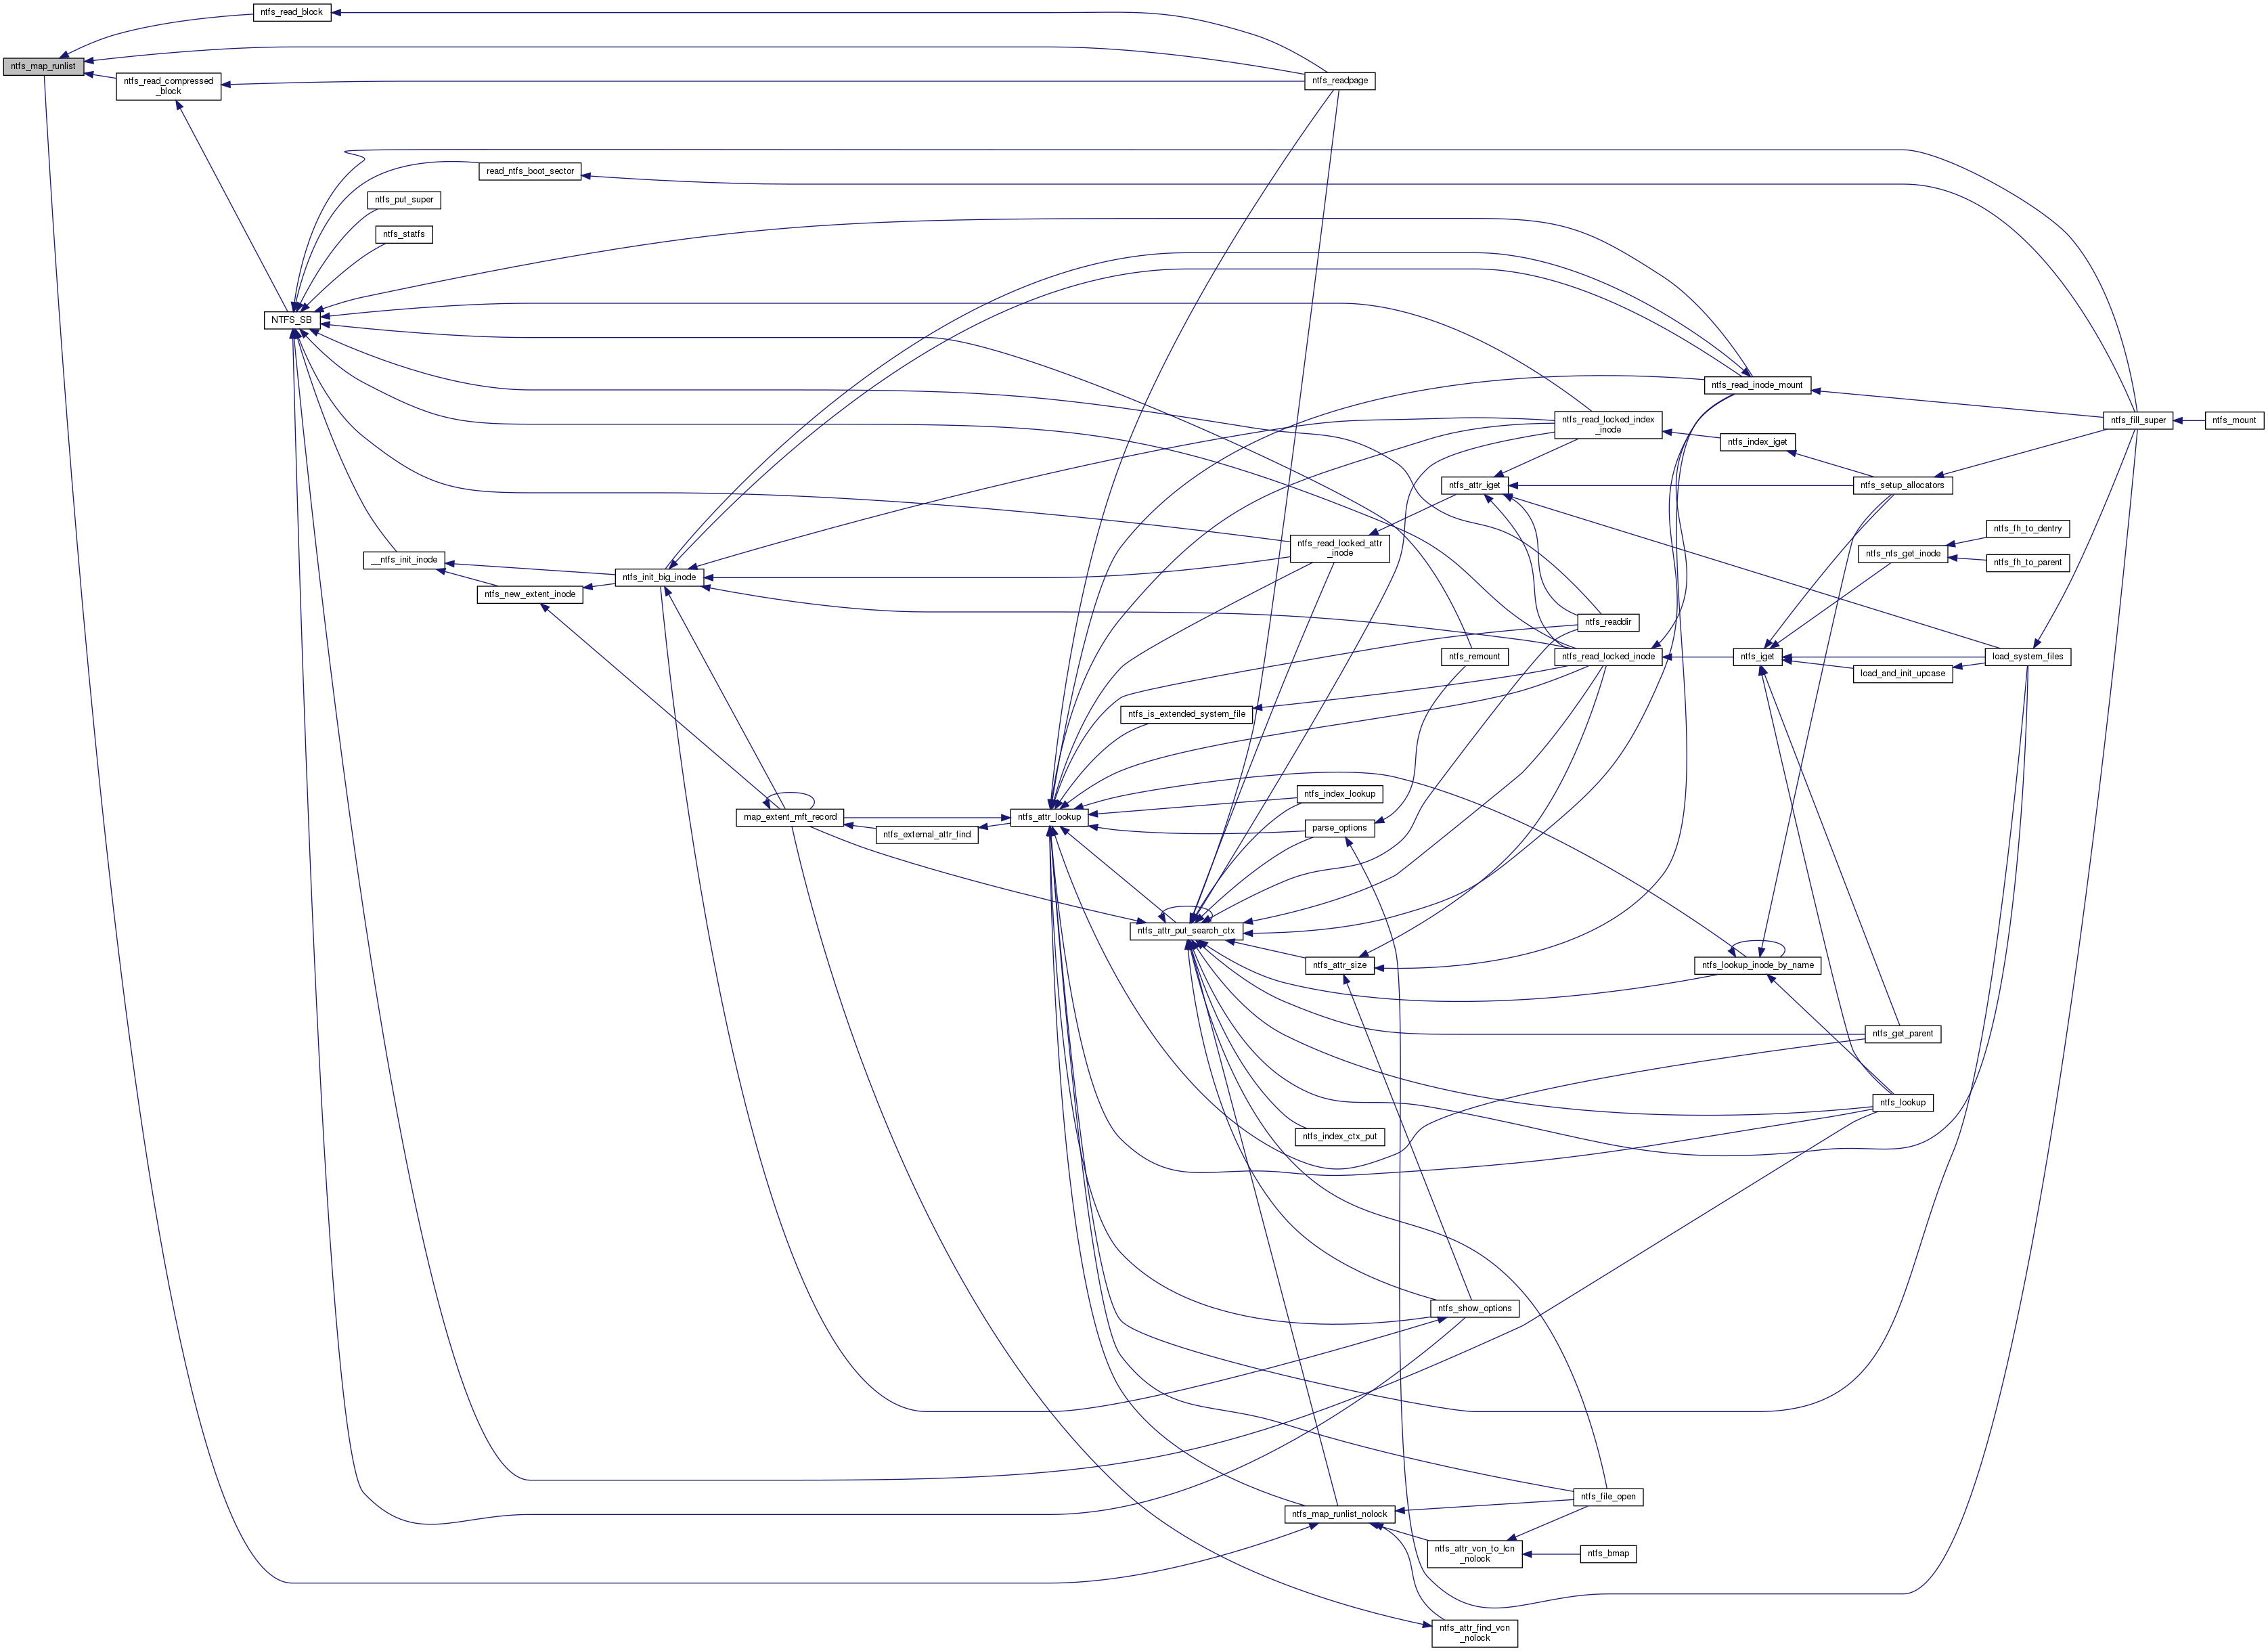 ntfs_read_block
ntfs_map_runlist
ntfs_read_compressed
_block
ntfs_readpage
read_ntfs_boot_sector
ntfs_put_super
ntfs_statfs
NTFS_SB
ntfs_read_inode_mount
ntfs_read_locked_index
_inode
ntfs_fill_super
ntfs_mount
ntfs_index_iget
ntfs_attr_iget
ntfs_setup_allocators
ntfs_fh_to_dentry
ntfs_read_locked_attr
_inode
ntfs_nfs_get_inode
__ntfs_init_inode
ntfs_fh_to_parent
ntfs_init_big_inode
ntfs_new_extent_inode
ntfs_readdir
ntfs_remount
ntfs_read_locked_inode
ntfs_iget
load_system_files
load_and_init_upcase
ntfs_is_extended_system_file
ntfs_index_lookup
map_extent_mft_record
ntfs_attr_lookup
parse_options
ntfs_external_attr_find
ntfs_attr_put_search_ctx
ntfs_attr_size
ntfs_lookup_inode_by_name
ntfs_get_parent
ntfs_lookup
ntfs_index_ctx_put
ntfs_show_options
ntfs_file_open
ntfs_map_runlist_nolock
ntfs_attr_vcn_to_lcn
_nolock
ntfs_bmap
ntfs_attr_find_vcn
_nolock